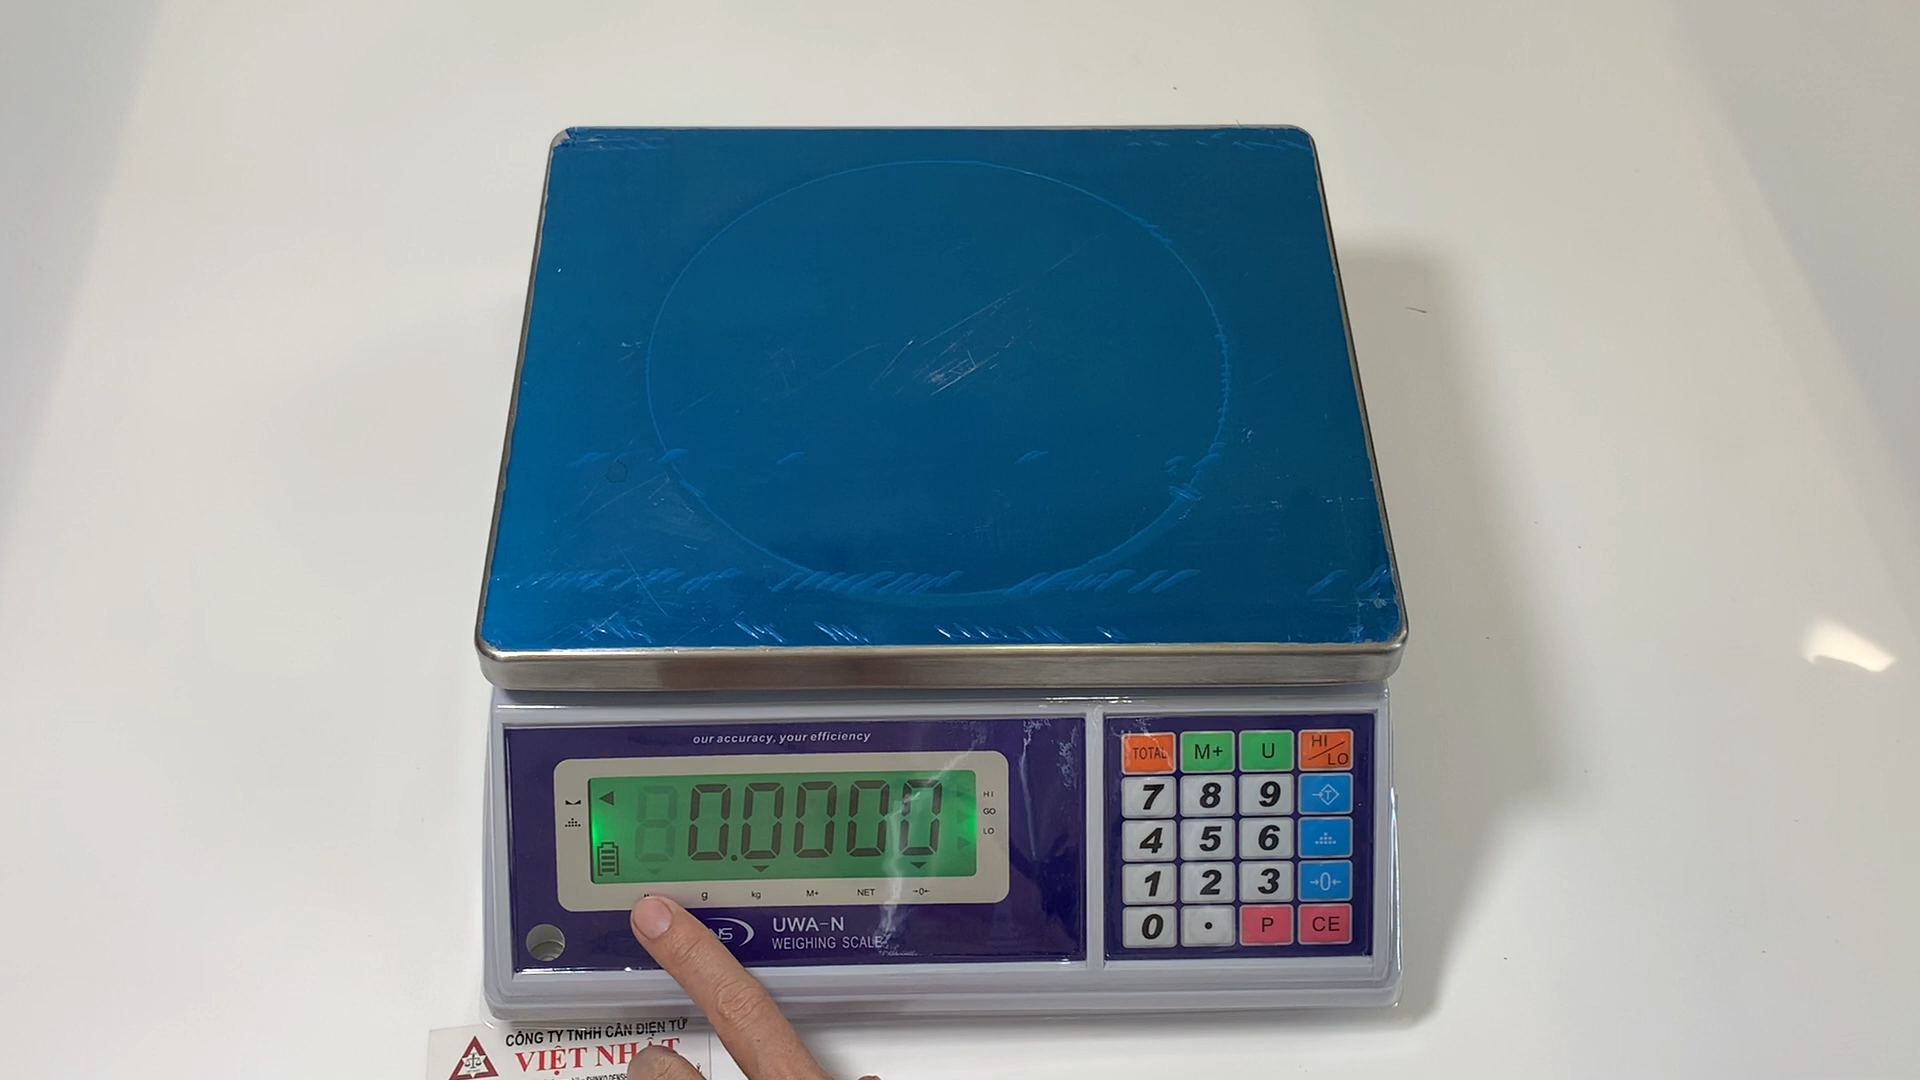 our accuracy, your efficiency
0.0000
HI
GO
LO
g
kg
M+
NET
→0←
UWA-N
WEIGHING SCALE
TOTAL
M+
U
HI/LO
7
8
9
→T←
4
5
6
1
2
3
→0←
0
.
P
CE
CÔNG TY TNHH CÂN ĐIỆN TỬ
VIỆT NHẬT